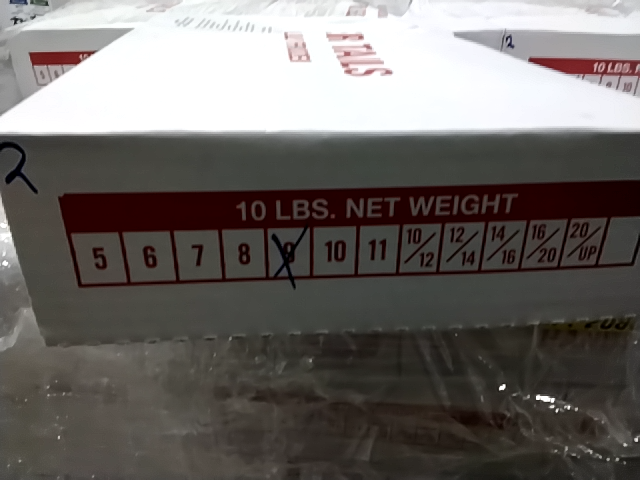 R TAILS
2
10 LBS.
2
10 LBS. NET WEIGHT
5 6 7 8 9 10 11 10/12 12/14 14/16 16/20 20/UP